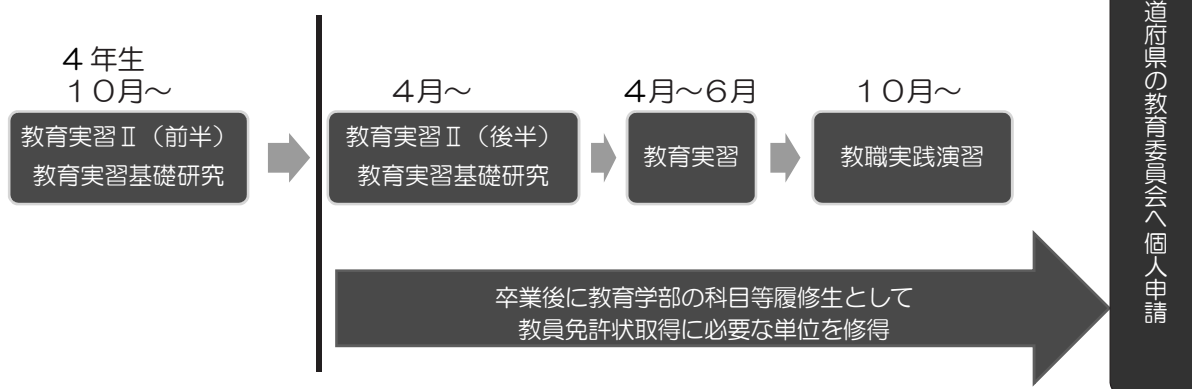 4年生
10月～
教育実習Ⅱ（前半）
教育実習基礎研究
4月～
教育実習Ⅱ（後半）
教育実習基礎研究
4月～6月
教育実習
10月～
教職実践演習
卒業後に教育学部の科目等履修生として
教員免許状取得に必要な単位を修得
道府県の教育委員会へ個人申請